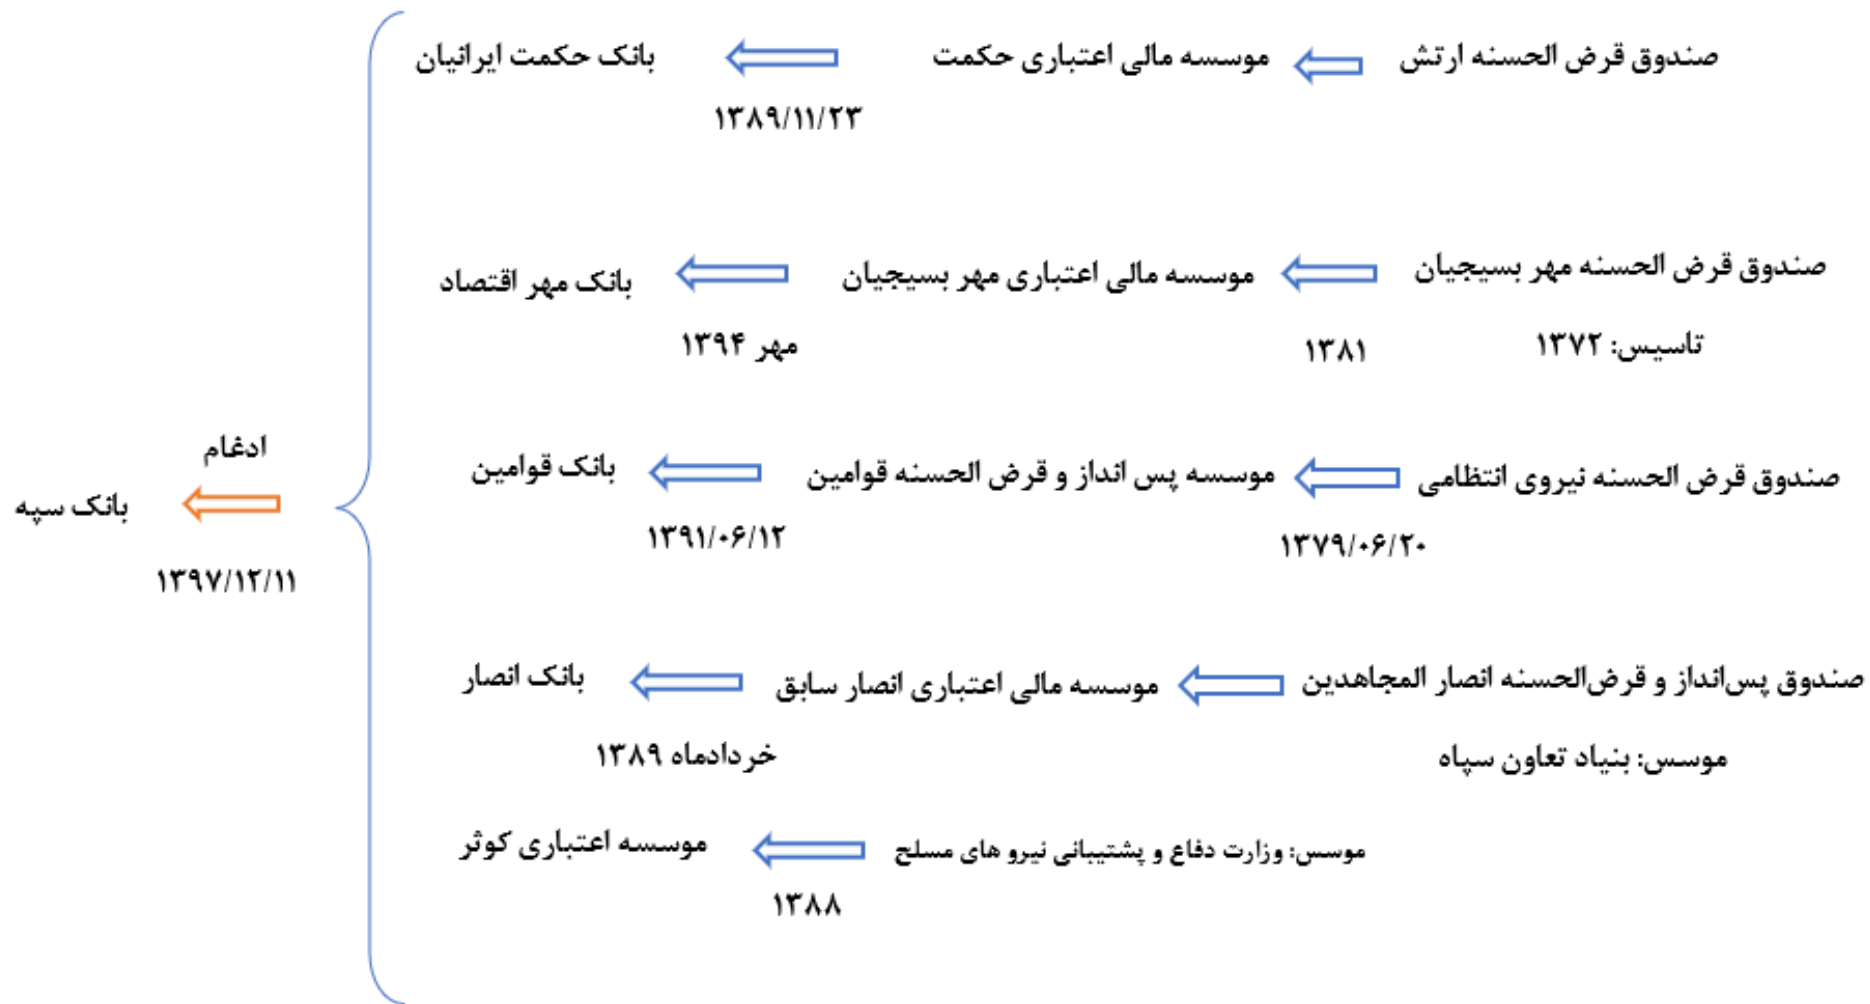 صندوق قرض الحسنه ارتش
موسسه مالی اعتباری حکمت
بانک حکمت ایرانیان
۱۳۸۹/۱۱/۲۳
صندوق قرض الحسنه مهر بسیجیان
موسسه مالی اعتباری مهر بسیجیان
بانک مهر اقتصاد
تاسیس: ۱۳۷۲
۱۳۸۱
مهر ۱۳۹۴
صندوق قرض الحسنه نیروی انتظامی
موسسه پس انداز و قرض الحسنه قوامین
بانک قوامین
۱۳۷۹/۰۶/۲۰
۱۳۹۱/۰۶/۱۲
صندوق پس‌انداز و قرض‌الحسنه انصار المجاهدین
موسسه مالی اعتباری انصار سابق
بانک انصار
موسس: بنیاد تعاون سپاه
خردادماه ۱۳۸۹
موسس: وزارت دفاع و پشتیبانی نیرو های مسلح
موسسه اعتباری کوثر
۱۳۸۸
ادغام
بانک سپه
۱۳۹۷/۱۲/۱۱